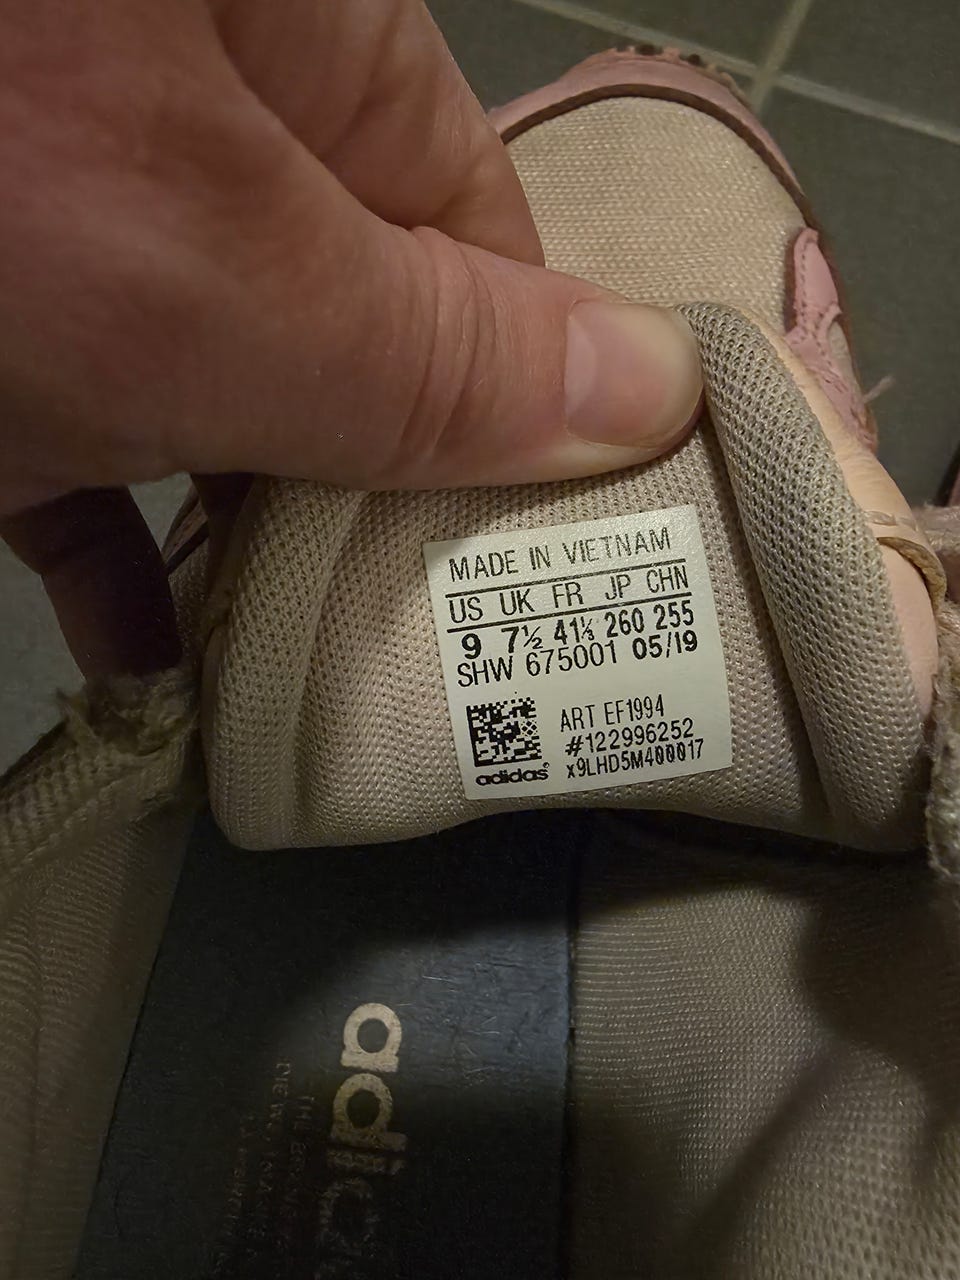 MADE IN VIETNAM
US UK FR JP CHN
9 7½ 41⅓ 260 255
SHW 675001 05/19
ART EF1994
#122996252
x9LHD5M400017
adidas®
adidas